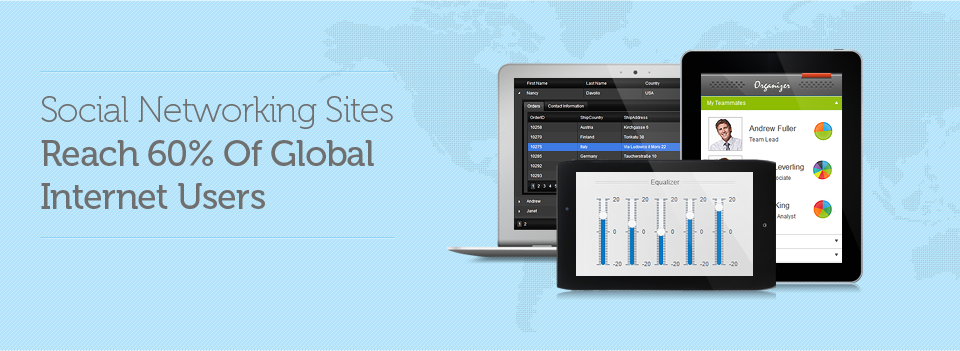 Social Networking Sites
Reach 60% Of Global
Internet Users
First Name Last Name Country
Nancy Davolio USA
Orders Contact Information
OrderID ShipCountry ShipAddress
10258 Austria Kirchgasse 6
10270 Finland Torikatu 38
10275 Italy Via Ludovico il Moro 22
10285 Germany Taucherstraße 10
10292
10293
1 2 3 4 5
Andrew
Janet
1 2
Organizer
My Teammates
Andrew Fuller
Team Lead
Leverling
ociate
King
Analyst
Equalizer
20 20
0 0
-20 -20